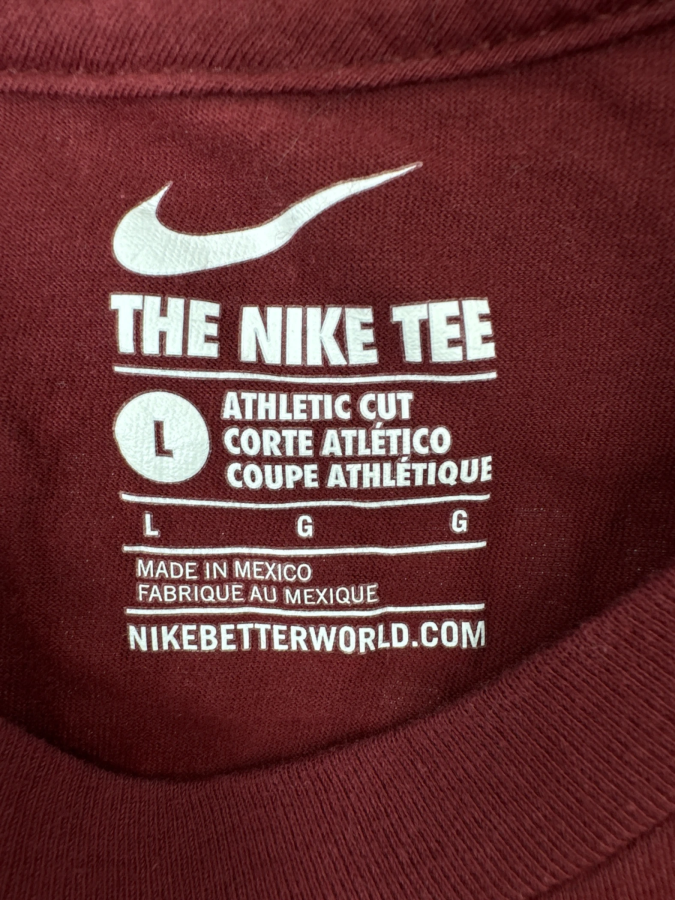 THE NIKE TEE
L
ATHLETIC CUT
CORTE ATLÉTICO
COUPE ATHLÉTIQUE
L G G
MADE IN MEXICO
FABRIQUE AU MEXIQUE
NIKEBETTERWORLD.COM